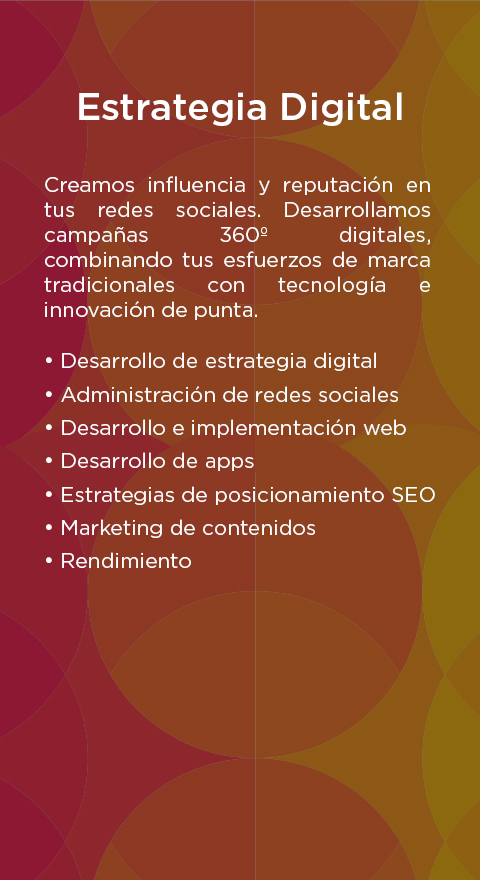 Estrategia Digital
Creamos influencia y reputación en
tus redes sociales. Desarrollamos
campañas 360º digitales,
combinando tus esfuerzos de marca
tradicionales con tecnología e
innovación de punta.
• Desarrollo de estrategia digital
• Administración de redes sociales
• Desarrollo e implementación web
• Desarrollo de apps
• Estrategias de posicionamiento SEO
• Marketing de contenidos
• Rendimiento